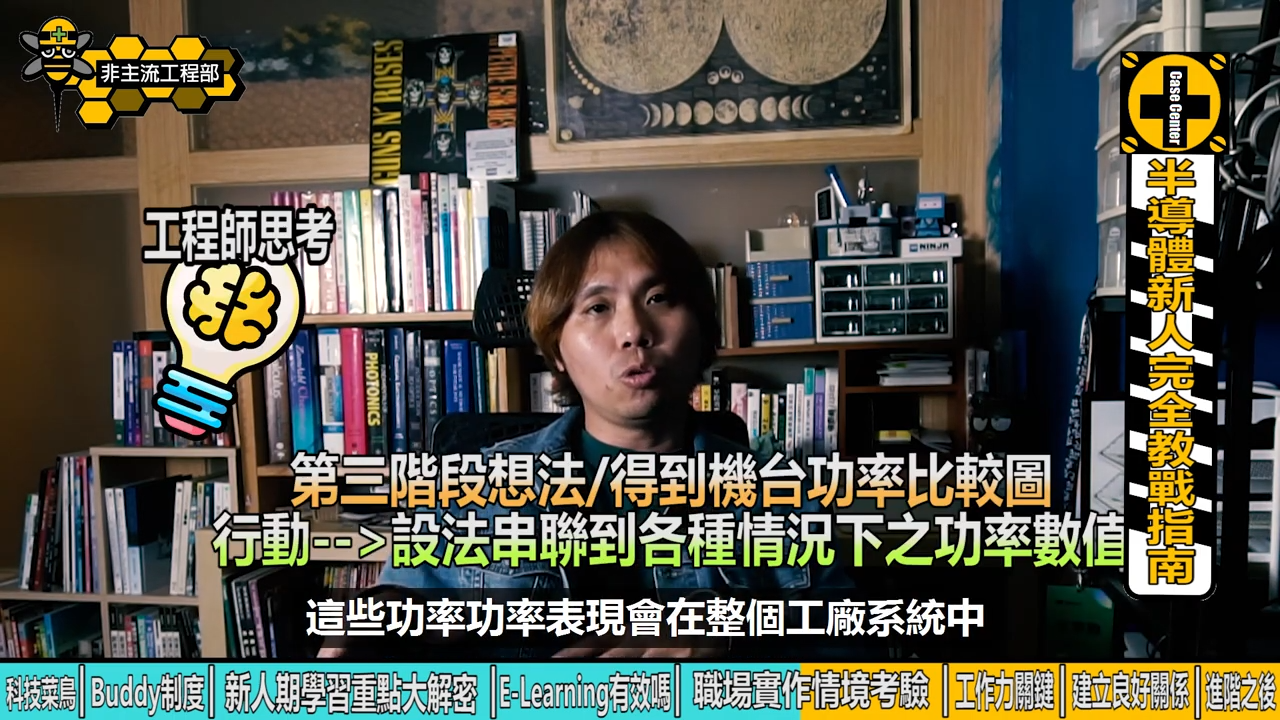 非主流工程部
GUNS N' ROSES
Case Center
半導體新人完全教戰指南
工程師思考
NINJA
PHOTONICS
第三階段想法/得到機台功率比較圖
行動-->設法串聯到各種情況下之功率數值
這些功率功率表現會在整個工廠系統中
科技菜鳥|Buddy制度|新人期學習重點大解密|E-Learning有效嗎|職場實作情境考驗|工作力關鍵|建立良好關係|進階之後